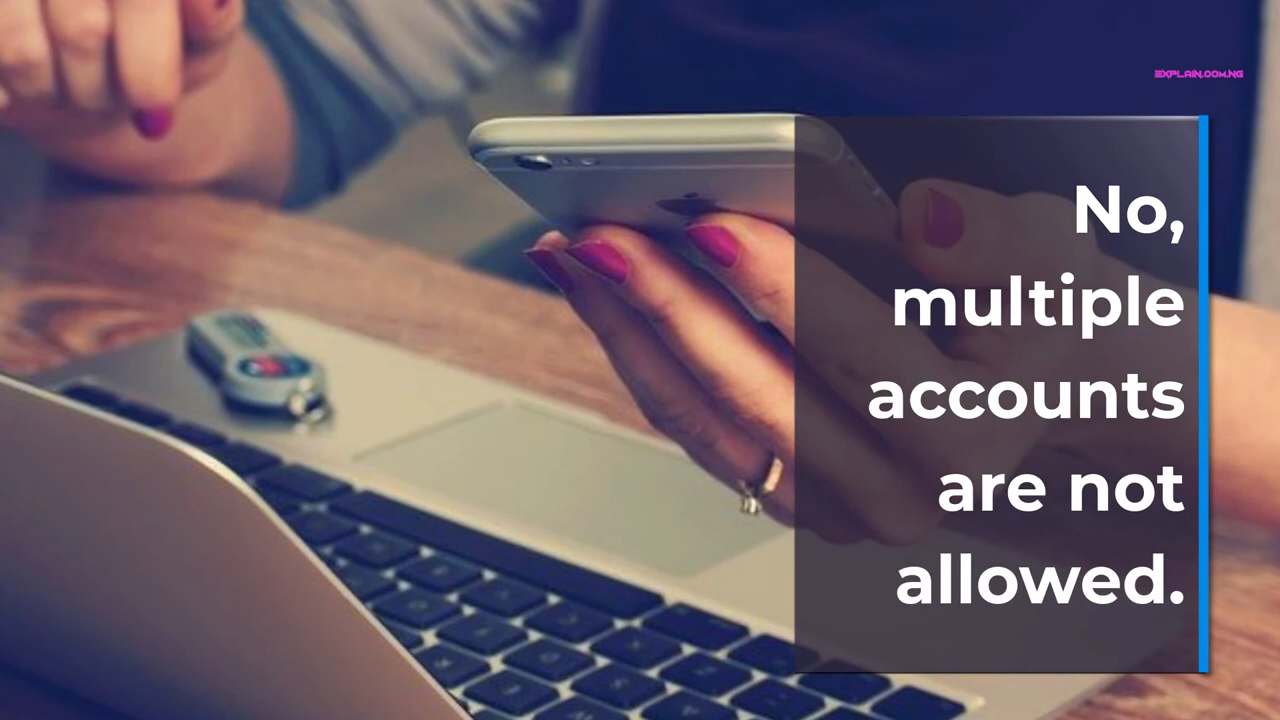 EXPLAIN.COM.NG
No,
multiple
accounts
are not
allowed.